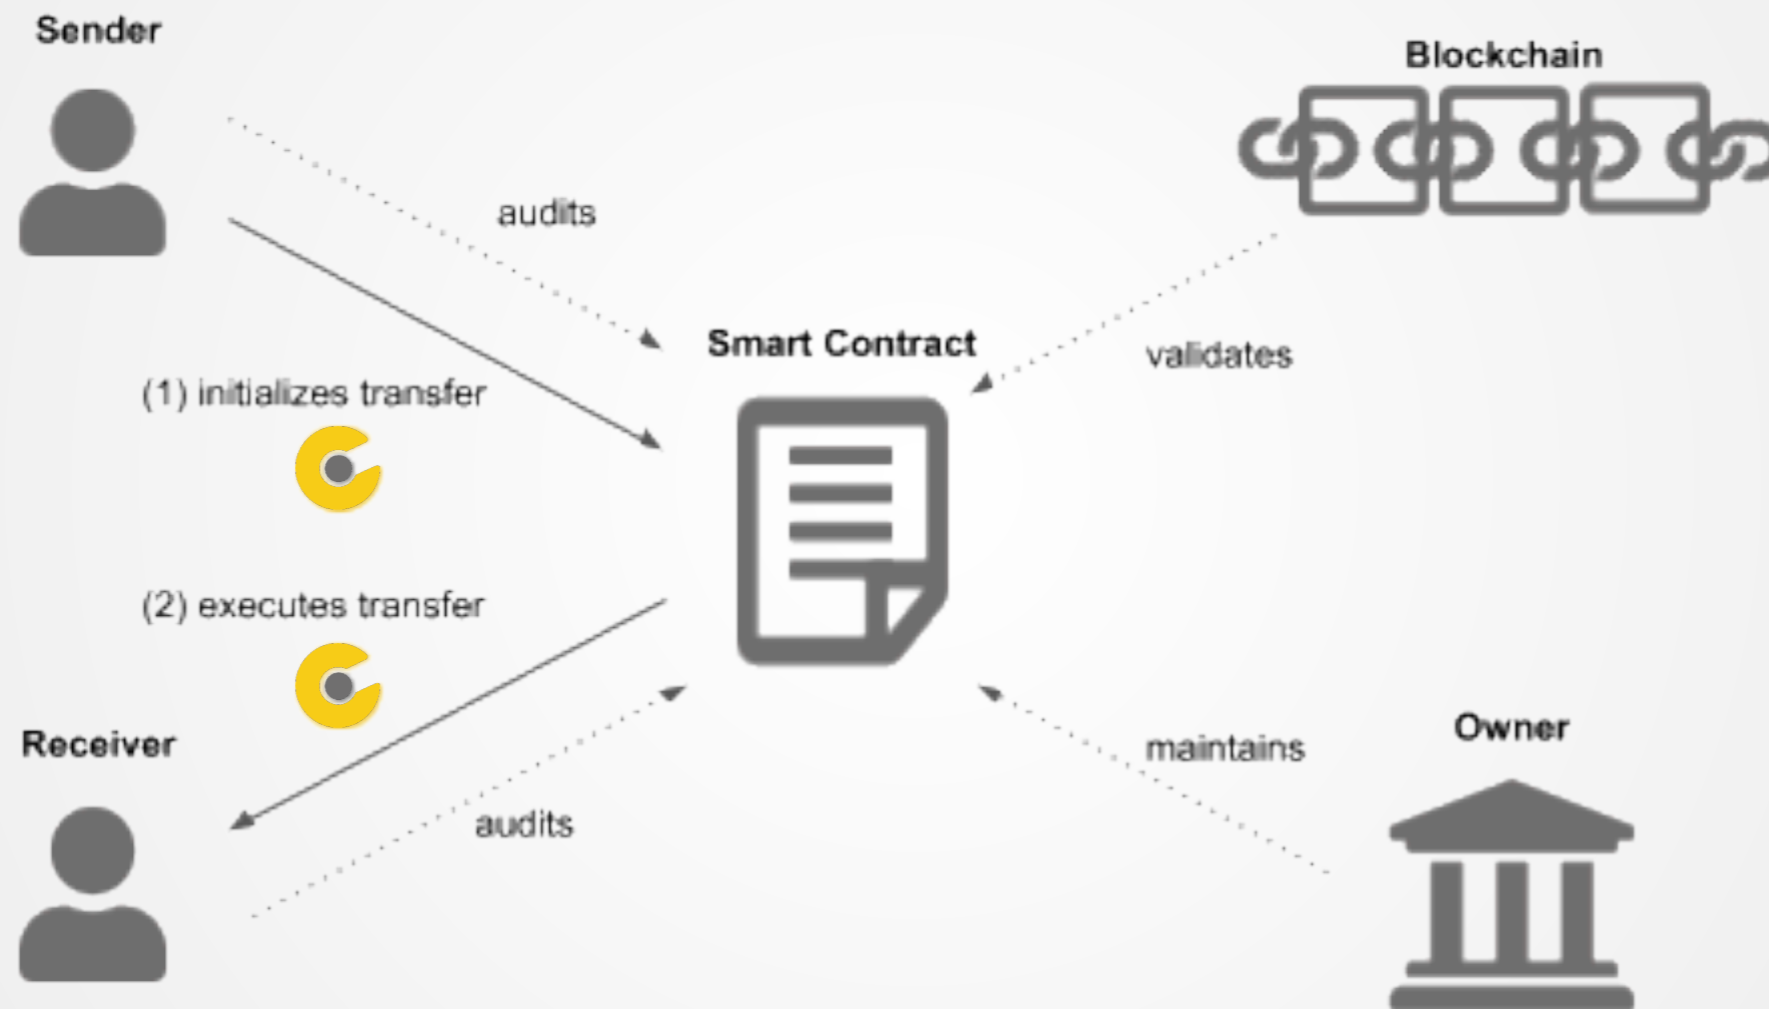 Sender
Blockchain
audits
Smart Contract
validates
(1) initializes transfer
(2) executes transfer
Receiver
audits
maintains
Owner